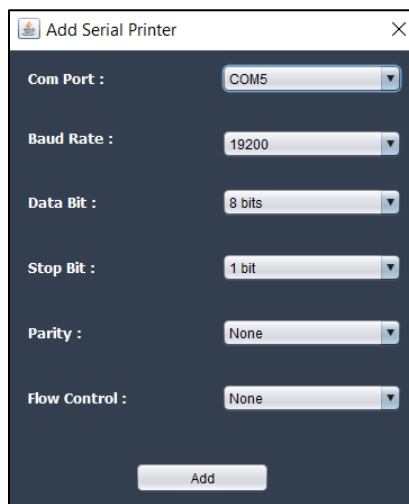 Add Serial Printer
Com Port : COM5
Baud Rate : 19200
Data Bit : 8 bits
Stop Bit : 1 bit
Parity : None
Flow Control : None
Add